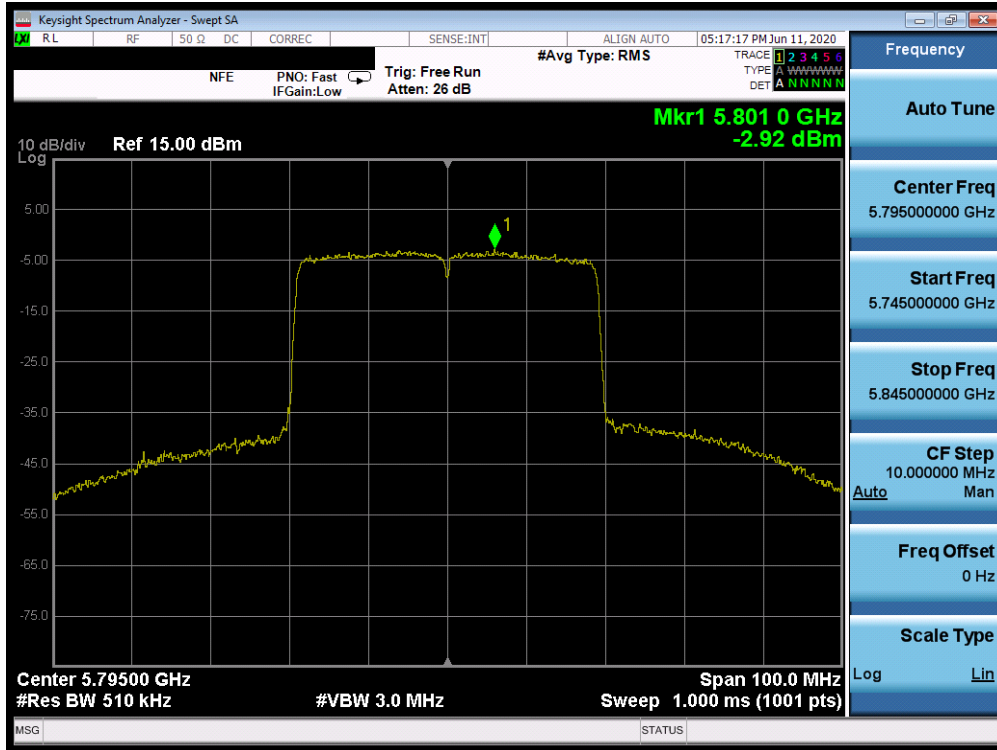 Keysight Spectrum Analyzer - Swept SA
LXI RL RF 50 Ω DC CORREC SENSE:INT ALIGN AUTO 05:17:17 PM Jun 11, 2020
#Avg Type: RMS
TRACE 1 2 3 4 5 6
NFE PNO: Fast Trig: Free Run
TYPE A WWWWW
IFGain:Low Atten: 26 dB
DET A N N N N N
Mkr1 5.801 0 GHz
-2.92 dBm
10 dB/div Ref 15.00 dBm
Log
1
5.00
-5.00
-15.0
-25.0
-35.0
-45.0
-55.0
-65.0
-75.0
Center 5.79500 GHz Span 100.0 MHz
#Res BW 510 kHz #VBW 3.0 MHz Sweep 1.000 ms (1001 pts)
MSG STATUS
Frequency
Auto Tune
Center Freq
5.795000000 GHz
Start Freq
5.745000000 GHz
Stop Freq
5.845000000 GHz
CF Step
10.000000 MHz
Auto Man
Freq Offset
0 Hz
Scale Type
Log Lin